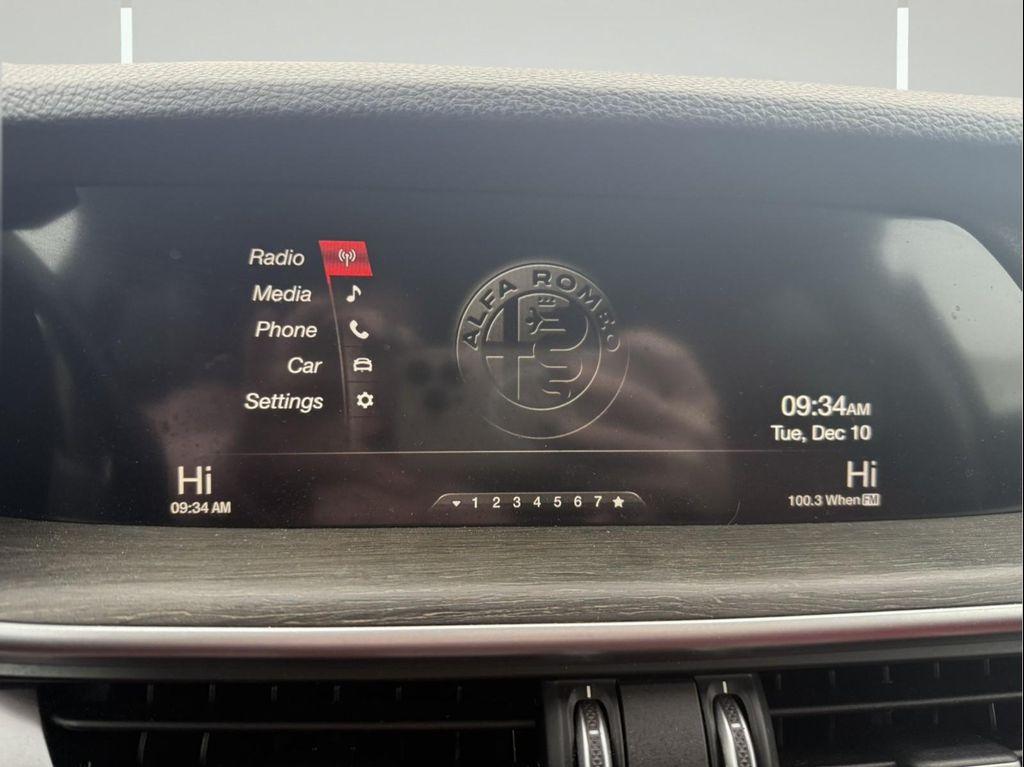 Radio
Media
Phone
Car
Settings
ALFA ROMEO
09:34AM
Tue, Dec 10
Hi
09:34 AM
1 2 3 4 5 6 7
Hi
100.3 When FM